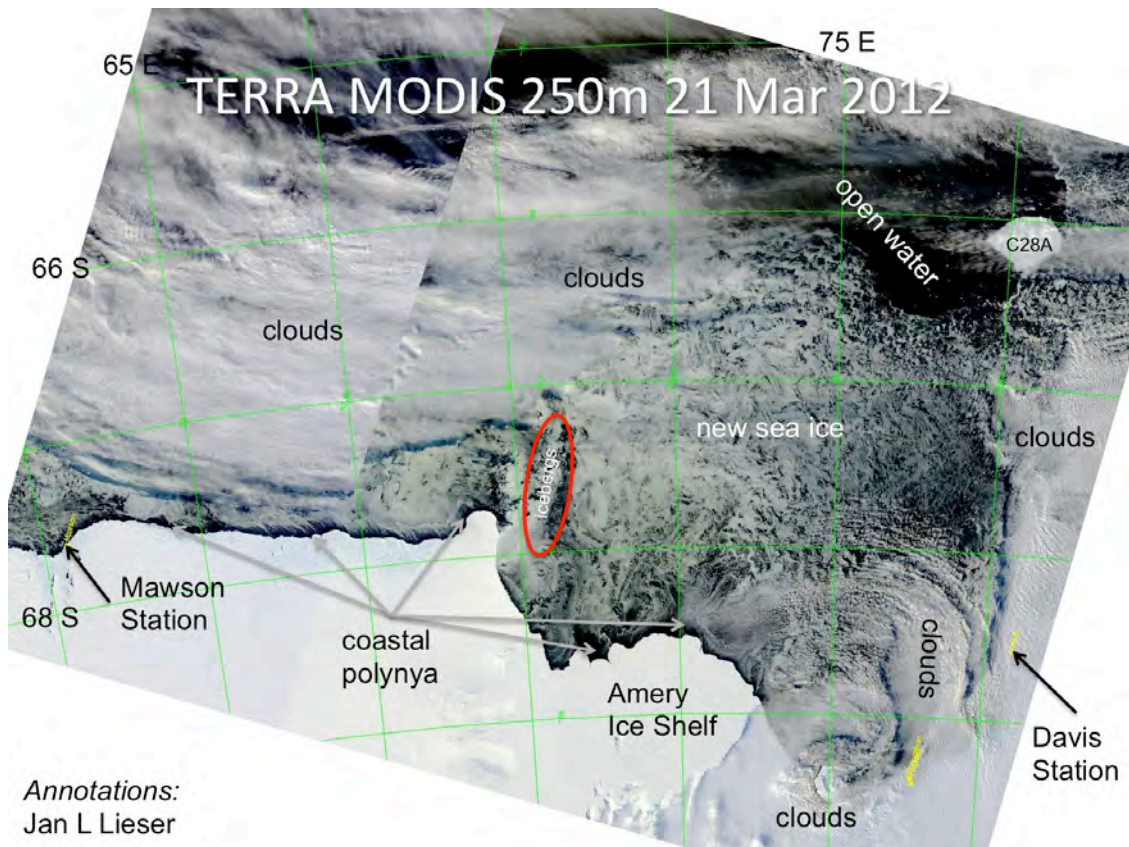 75 E
65 E
TERRA MODIS 250m 21 Mar 2012
open water
C28A
66 S
clouds
clouds
new sea ice
clouds
icebergs
Mawson
Station
68 S
coastal
polynya
clouds
Amery
Ice Shelf
Davis
Station
Annotations:
Jan L Lieser
clouds